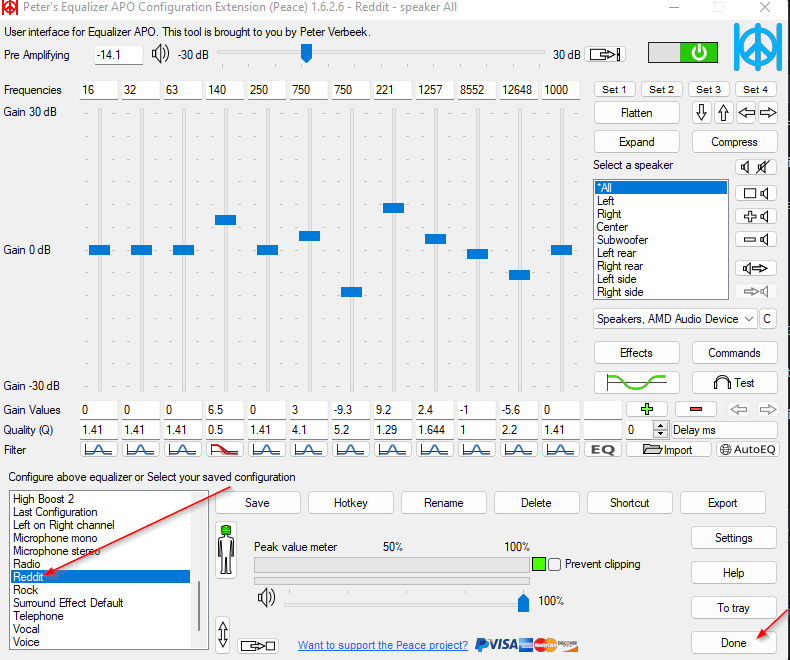 Peter's Equalizer APO Configuration Extension (Peace) 1.6.2.6 - Reddit - speaker All
User interface for Equalizer APO. This tool is brought to you by Peter Verbeek.
Pre Amplifying -14.1 -30 dB 30 dB
Frequencies 16 32 63 140 250 750 750 221 1257 8552 12648 1000 Set 1 Set 2 Set 3 Set 4
Gain 30 dB
Flatten
Expand Compress
Select a speaker
*All
Left
Right
Center
Subwoofer
Left rear
Right rear
Left side
Right side
Gain 0 dB
Speakers, AMD Audio Device C
Effects Commands
Test
Gain -30 dB
Gain Values 0 0 0 6.5 0 3 -9.3 9.2 2.4 -1 -5.6 0
Quality (Q) 1.41 1.41 1.41 0.5 1.41 4.1 5.2 1.29 1.644 1 2.2 1.41 0 Delay ms
Filter EQ Import AutoEQ
Configure above equalizer or Select your saved configuration
High Boost 2
Last Configuration
Left on Right channel
Microphone mono
Microphone stereo
Radio
Reddit
Rock
Surround Effect Default
Telephone
Vocal
Voice
Save Hotkey Rename Delete Shortcut Export
Peak value meter 50% 100%
Prevent clipping
100%
Settings
Help
To tray
Done
Want to support the Peace project? PayPal VISA MasterCard DISCOVER